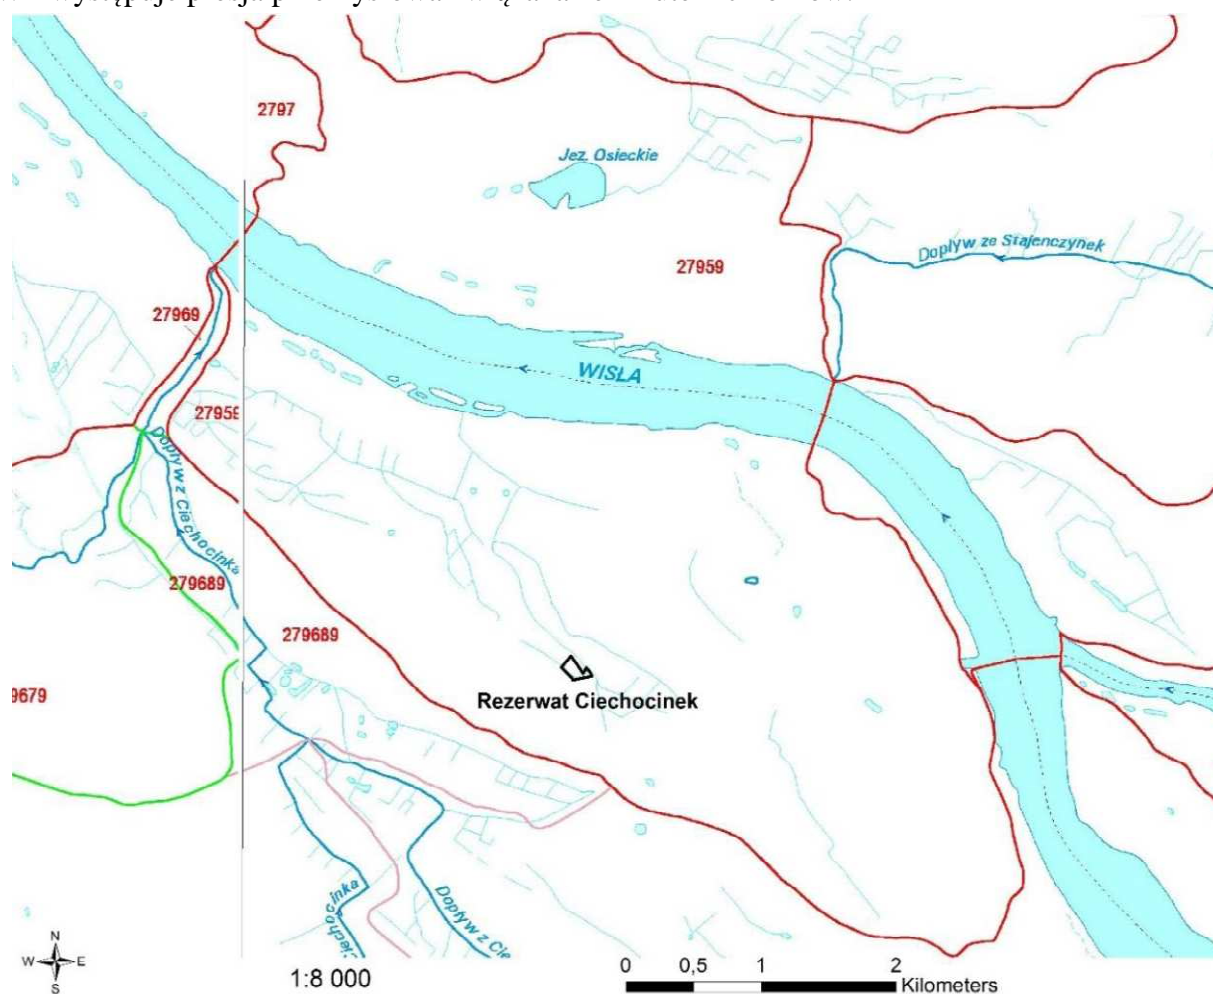 2797
Jez. Osieckie
Dopływ ze Stajenczynek
27959
27969
WISŁA
2795
Dopływ z Ciechocinka
279689
279689
9679
Rezerwat Ciechocinek
Ciechocinka
Dopływ z Cie
N
W E
S
1:8 000
0 0,5 1 2
Kilometers